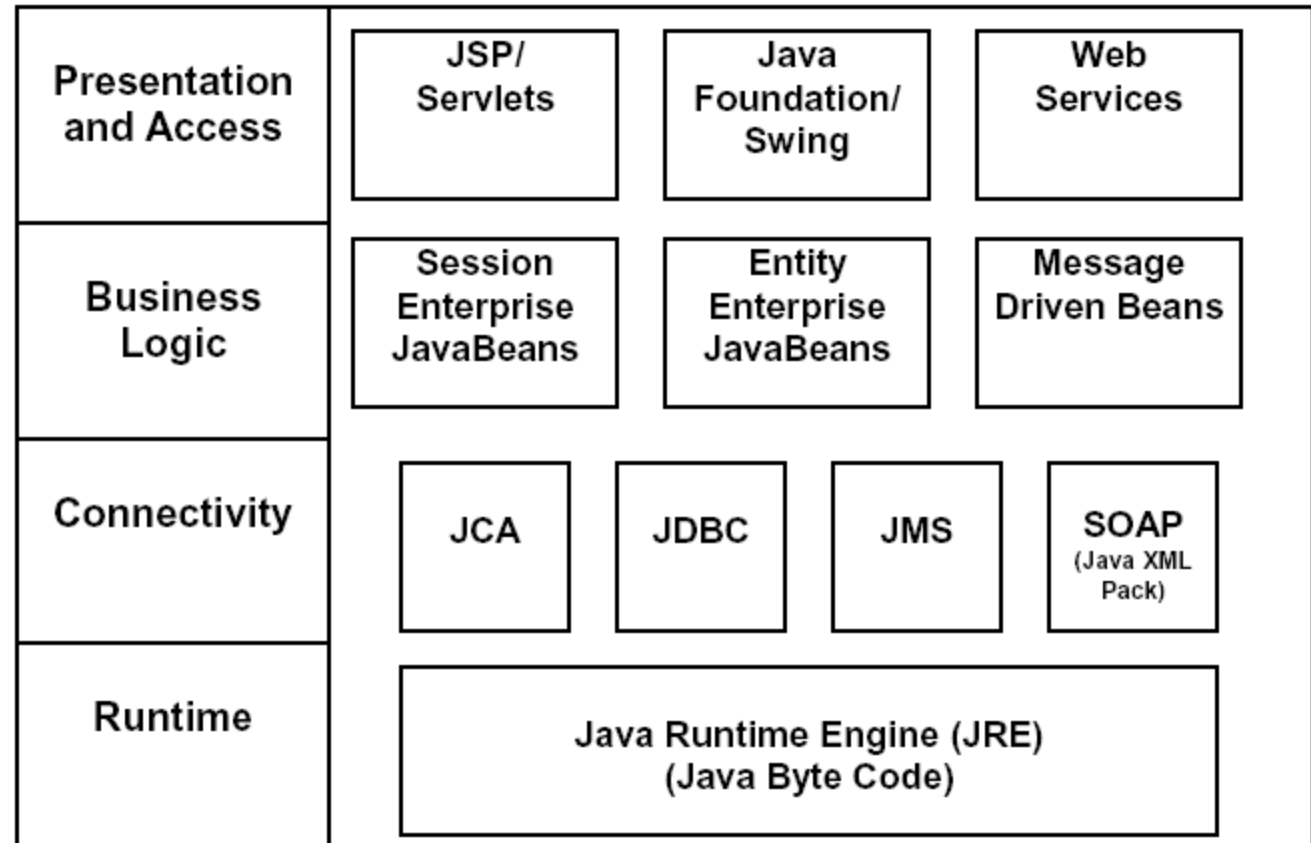 Presentation
and Access
JSP/
Servlets
Java
Foundation/
Swing
Web
Services
Business
Logic
Session
Enterprise
JavaBeans
Entity
Enterprise
JavaBeans
Message
Driven Beans
Connectivity
JCA
JDBC
JMS
SOAP
(Java XML
Pack)
Runtime
Java Runtime Engine (JRE)
(Java Byte Code)